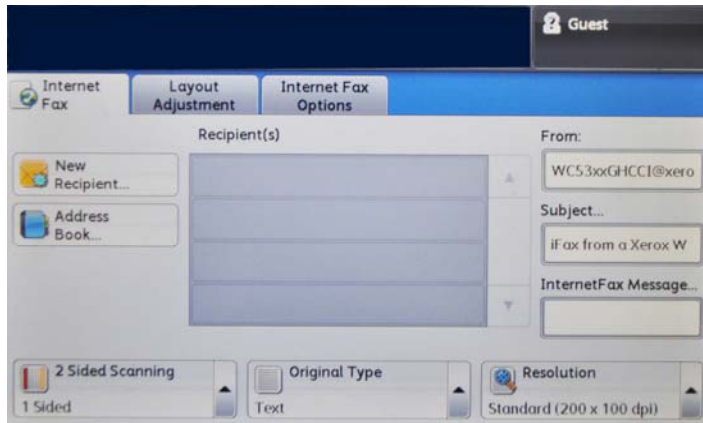 Guest
Internet
Fax
Layout
Adjustment
Internet Fax
Options
Recipient(s)
From:
New
Recipient...
WC53xxGHCCI@xero
Address
Book...
Subject...
iFax from a Xerox W
InternetFax Message...
2 Sided Scanning
1 Sided
Original Type
Text
Resolution
Standard (200 x 100 dpi)